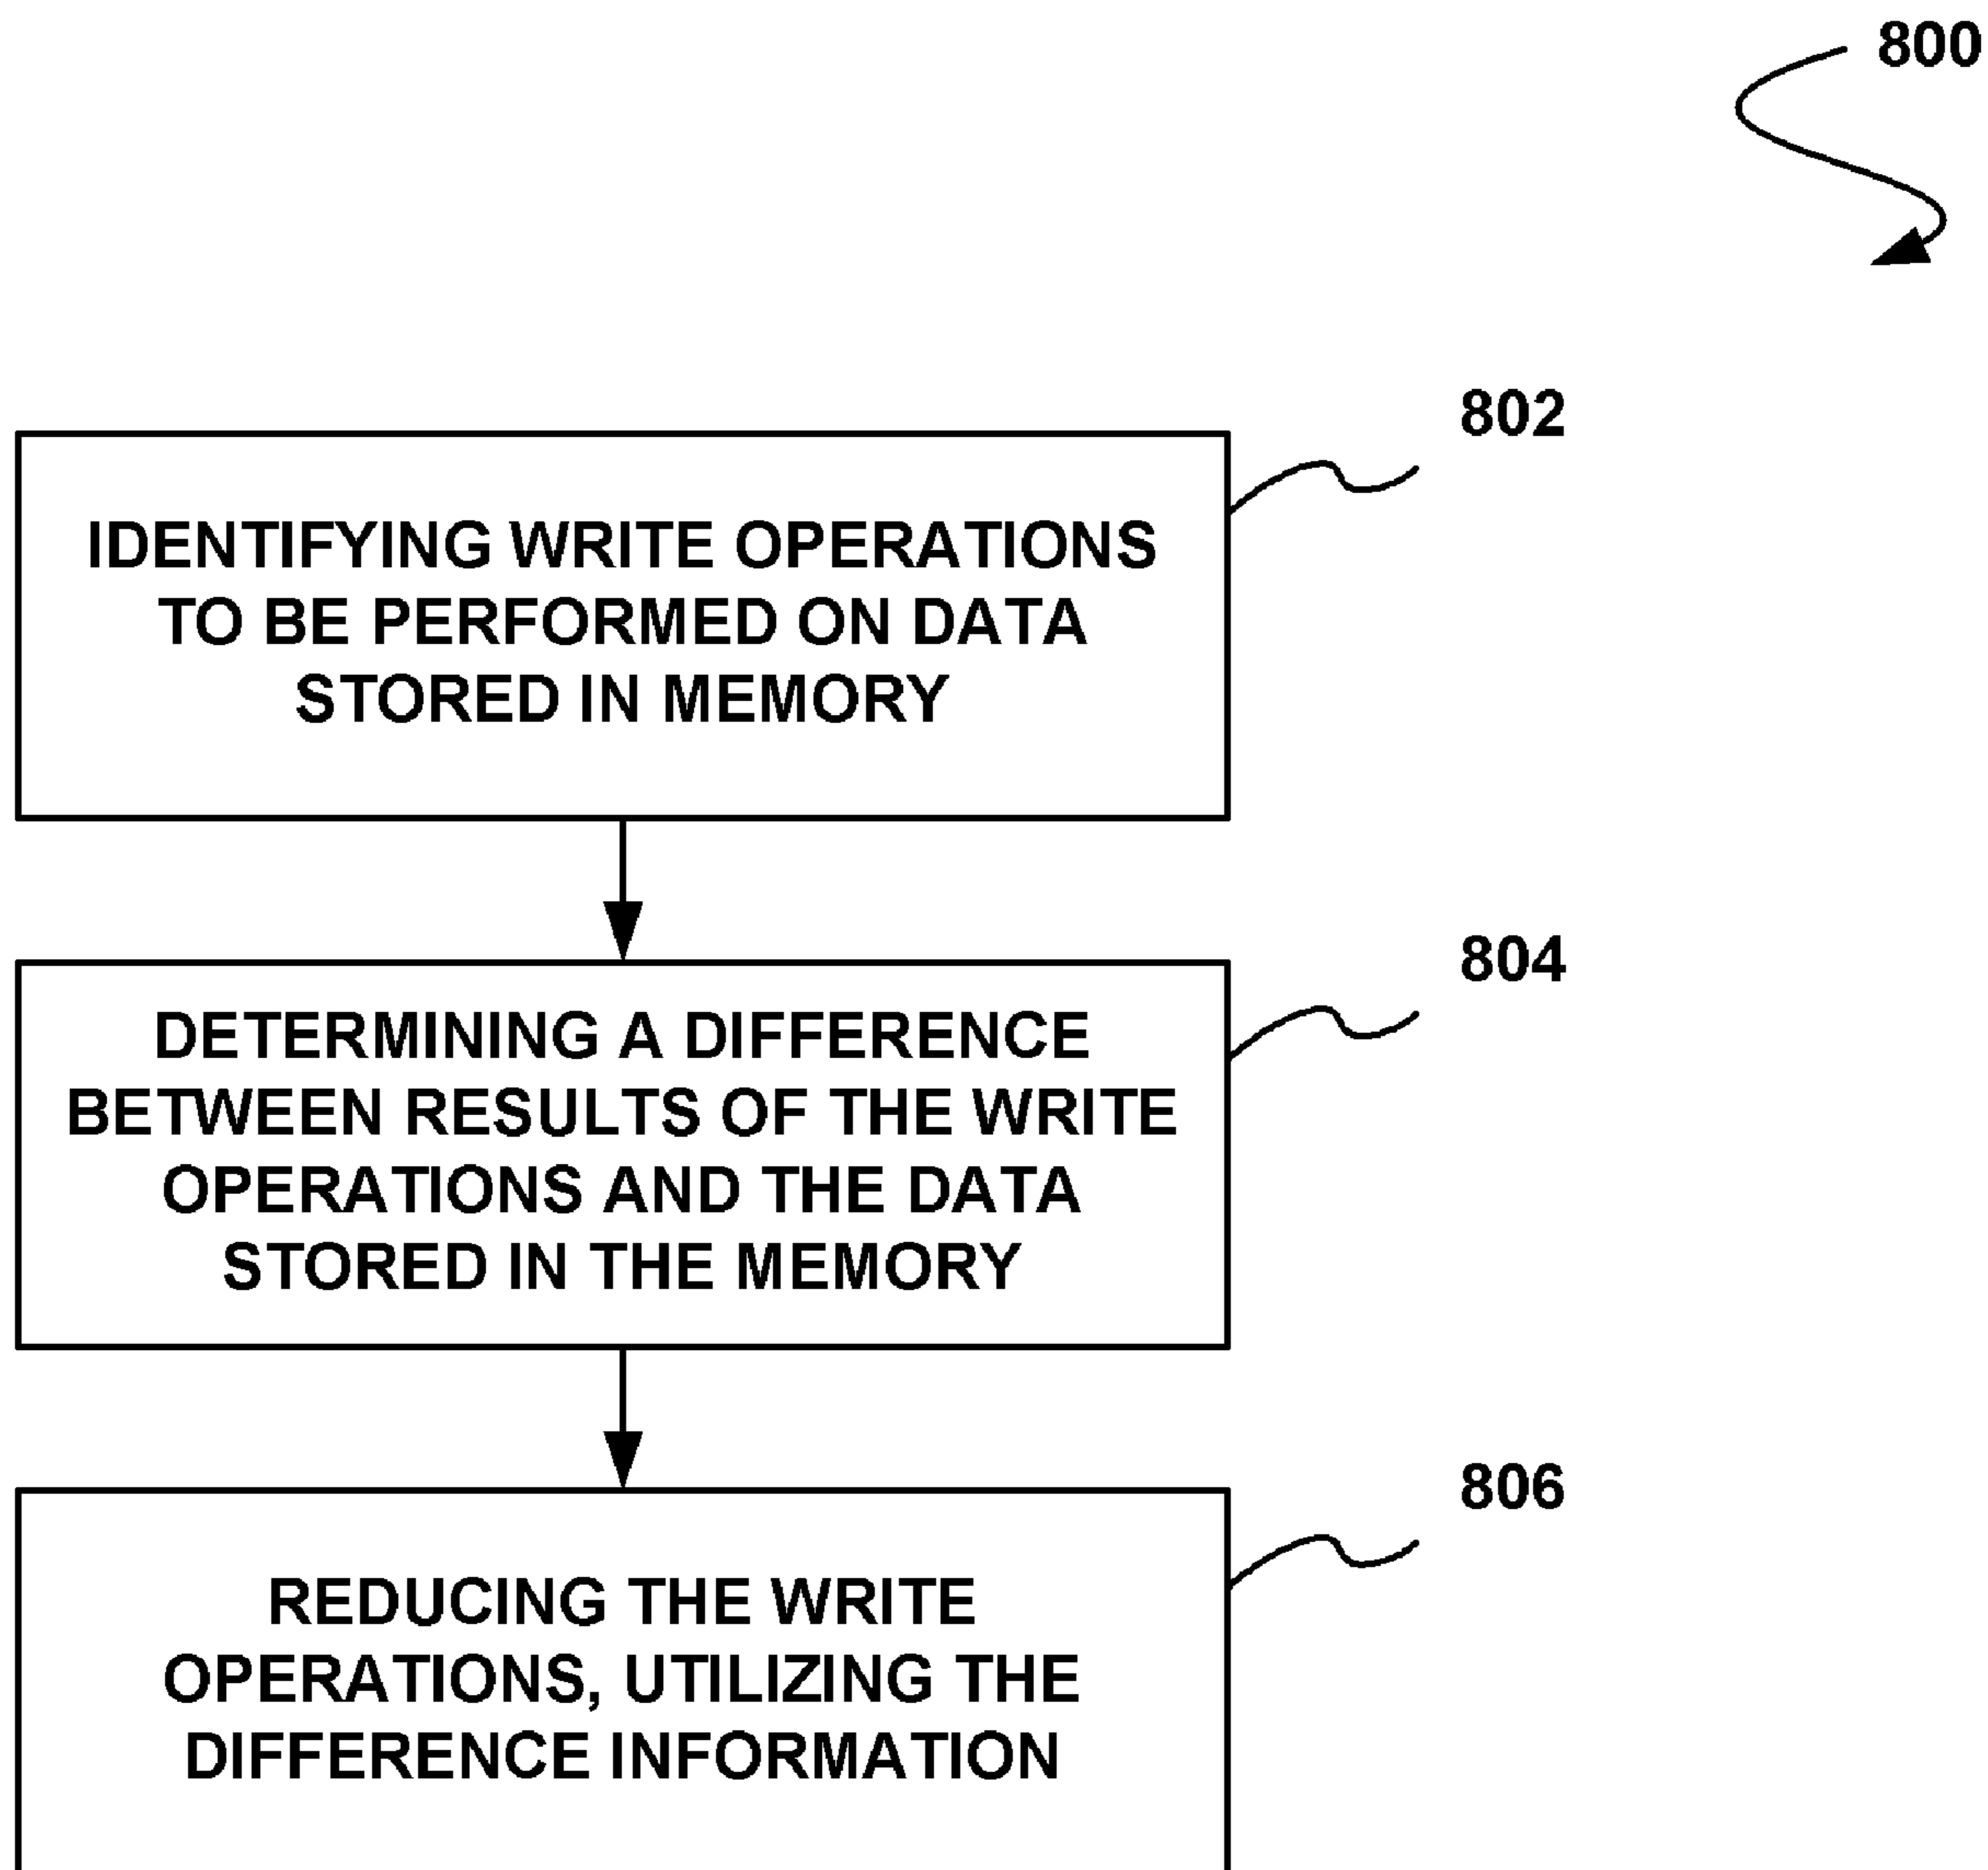 800
802
IDENTIFYING WRITE OPERATIONS
TO BE PERFORMED ON DATA
STORED IN MEMORY
804
DETERMINING A DIFFERENCE
BETWEEN RESULTS OF THE WRITE
OPERATIONS AND THE DATA
STORED IN THE MEMORY
806
REDUCING THE WRITE
OPERATIONS, UTILIZING THE
DIFFERENCE INFORMATION